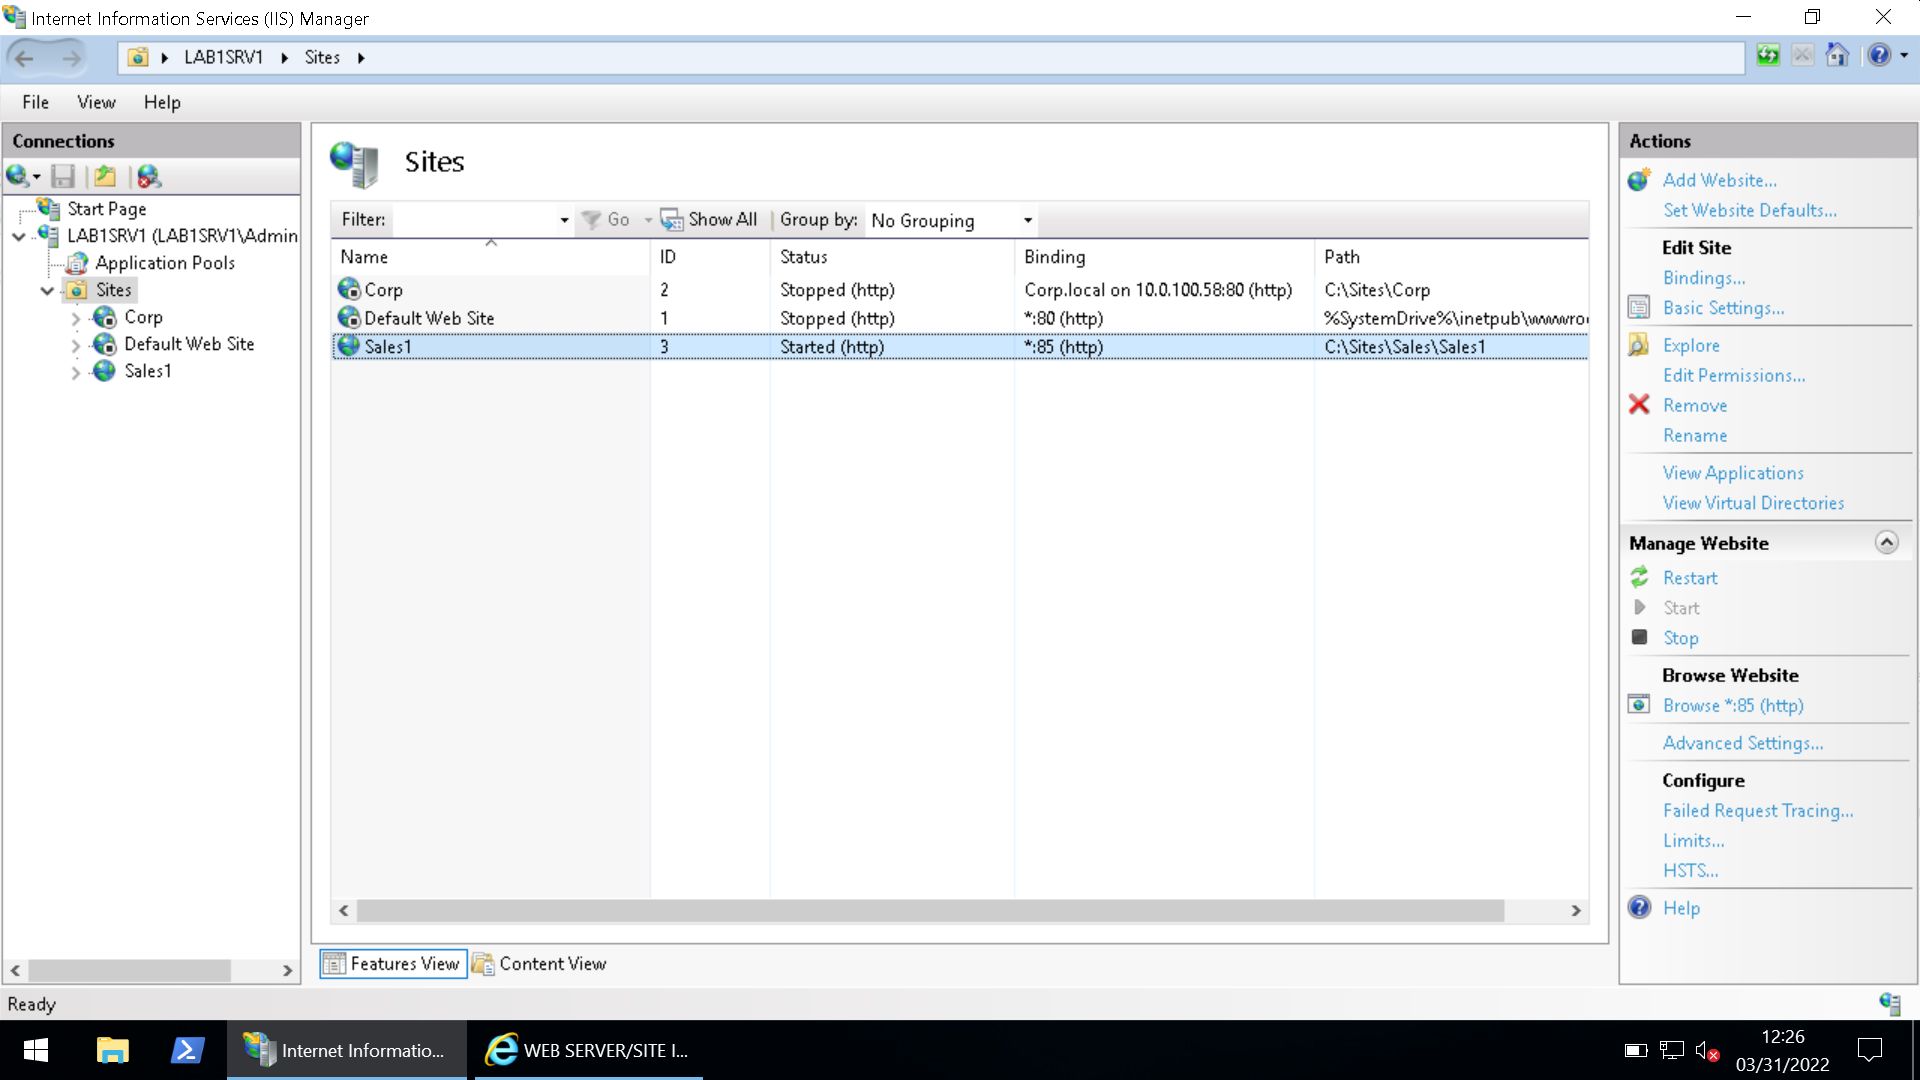 Internet Information Services (IIS) Manager
LAB1SRV1 Sites
File View Help
Connections
Start Page
LAB1SRV1 (LAB1SRV1\Admin
Application Pools
Sites
Corp
Default Web Site
Sales1
Sites
Filter: Go Show All Group by: No Grouping
Name ID Status Binding Path
Corp 2 Stopped (http) Corp.local on 10.0.100.58:80 (http) C:\Sites\Corp
Default Web Site 1 Stopped (http) *:80 (http) %SystemDrive%\inetpub\wwwroo
Sales1 3 Started (http) *:85 (http) C:\Sites\Sales\Sales1
Features View Content View
Actions
Add Website...
Set Website Defaults...
Edit Site
Bindings...
Basic Settings...
Explore
Edit Permissions...
Remove
Rename
View Applications
View Virtual Directories
Manage Website
Restart
Start
Stop
Browse Website
Browse *:85 (http)
Advanced Settings...
Configure
Failed Request Tracing...
Limits...
HSTS...
Help
Ready
Internet Informatio...
WEB SERVER/SITE I...
12:26
03/31/2022